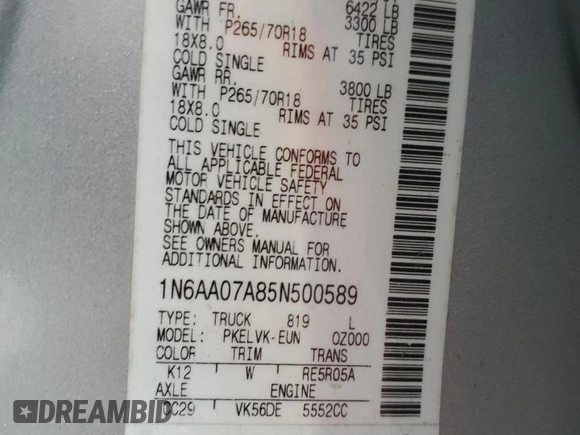 6422 LB
GAWR FR. 3300 LB
WITH P265/70R18 TIRES
18X8.0 RIMS AT 35 PSI
COLD SINGLE
GAWR RR. 3800 LB
WITH P265/70R18 TIRES
18X8.0 RIMS AT 35 PSI
COLD SINGLE
THIS VEHICLE CONFORMS TO
ALL APPLICABLE FEDERAL
MOTOR VEHICLE SAFETY
STANDARDS IN EFFECT ON
THE DATE OF MANUFACTURE
SHOWN ABOVE.
SEE OWNERS MANUAL FOR
ADDITIONAL INFORMATION.
1N6AA07A85N500589
TYPE: TRUCK 819 L
MODEL: PKELVK-EUN 0Z000
COLOR TRIM TRANS
K12 W RE5R05A
AXLE ENGINE
CC29 VK56DE 5552CC
DREAMBID
dreambid.com